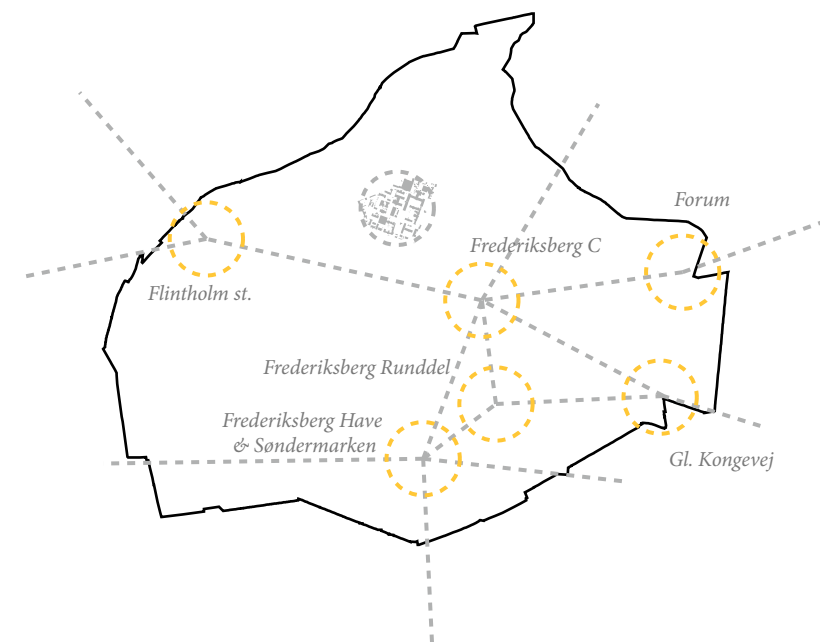 Forum
Frederiksberg C
Flintholm st.
Frederiksberg Runddel
Frederiksberg Have
& Søndermarken
Gl. Kongevej